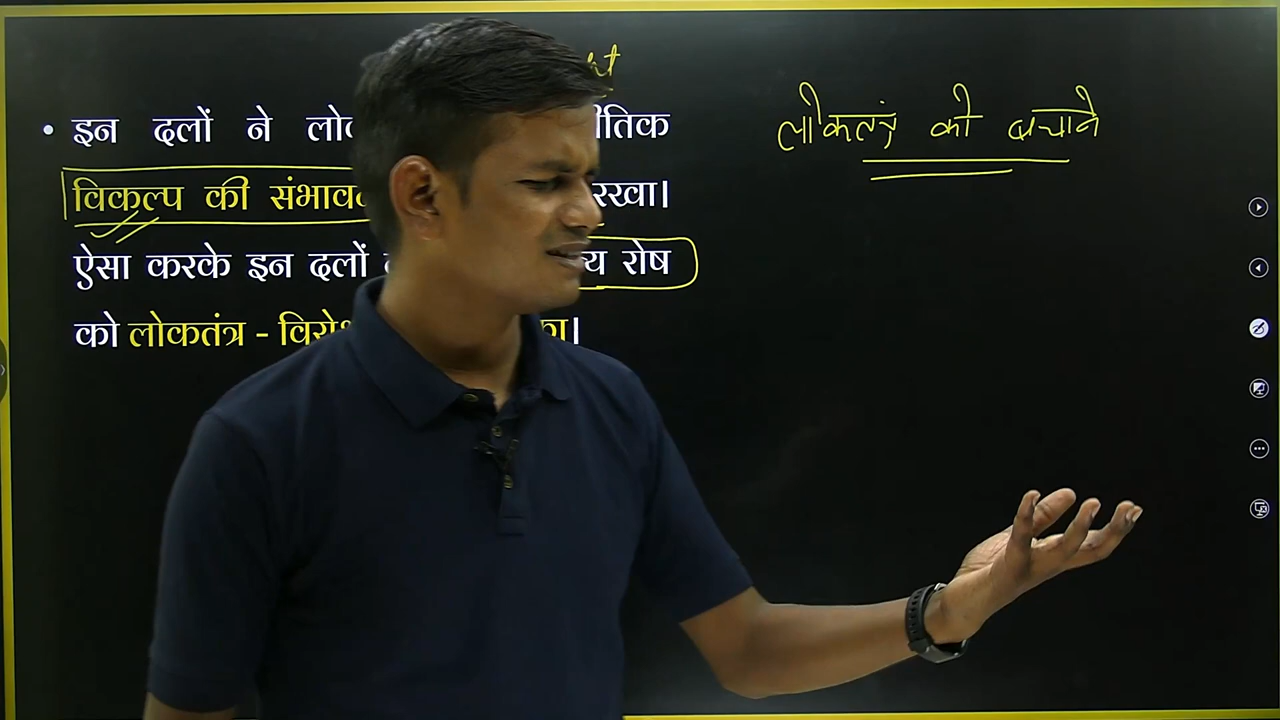 • इन दलों ने
तिक
विकल्प की
रखा।
ऐसा करके इन दलों
रोष
को लोकतंत्र -
लोकतंत्र को बचाने